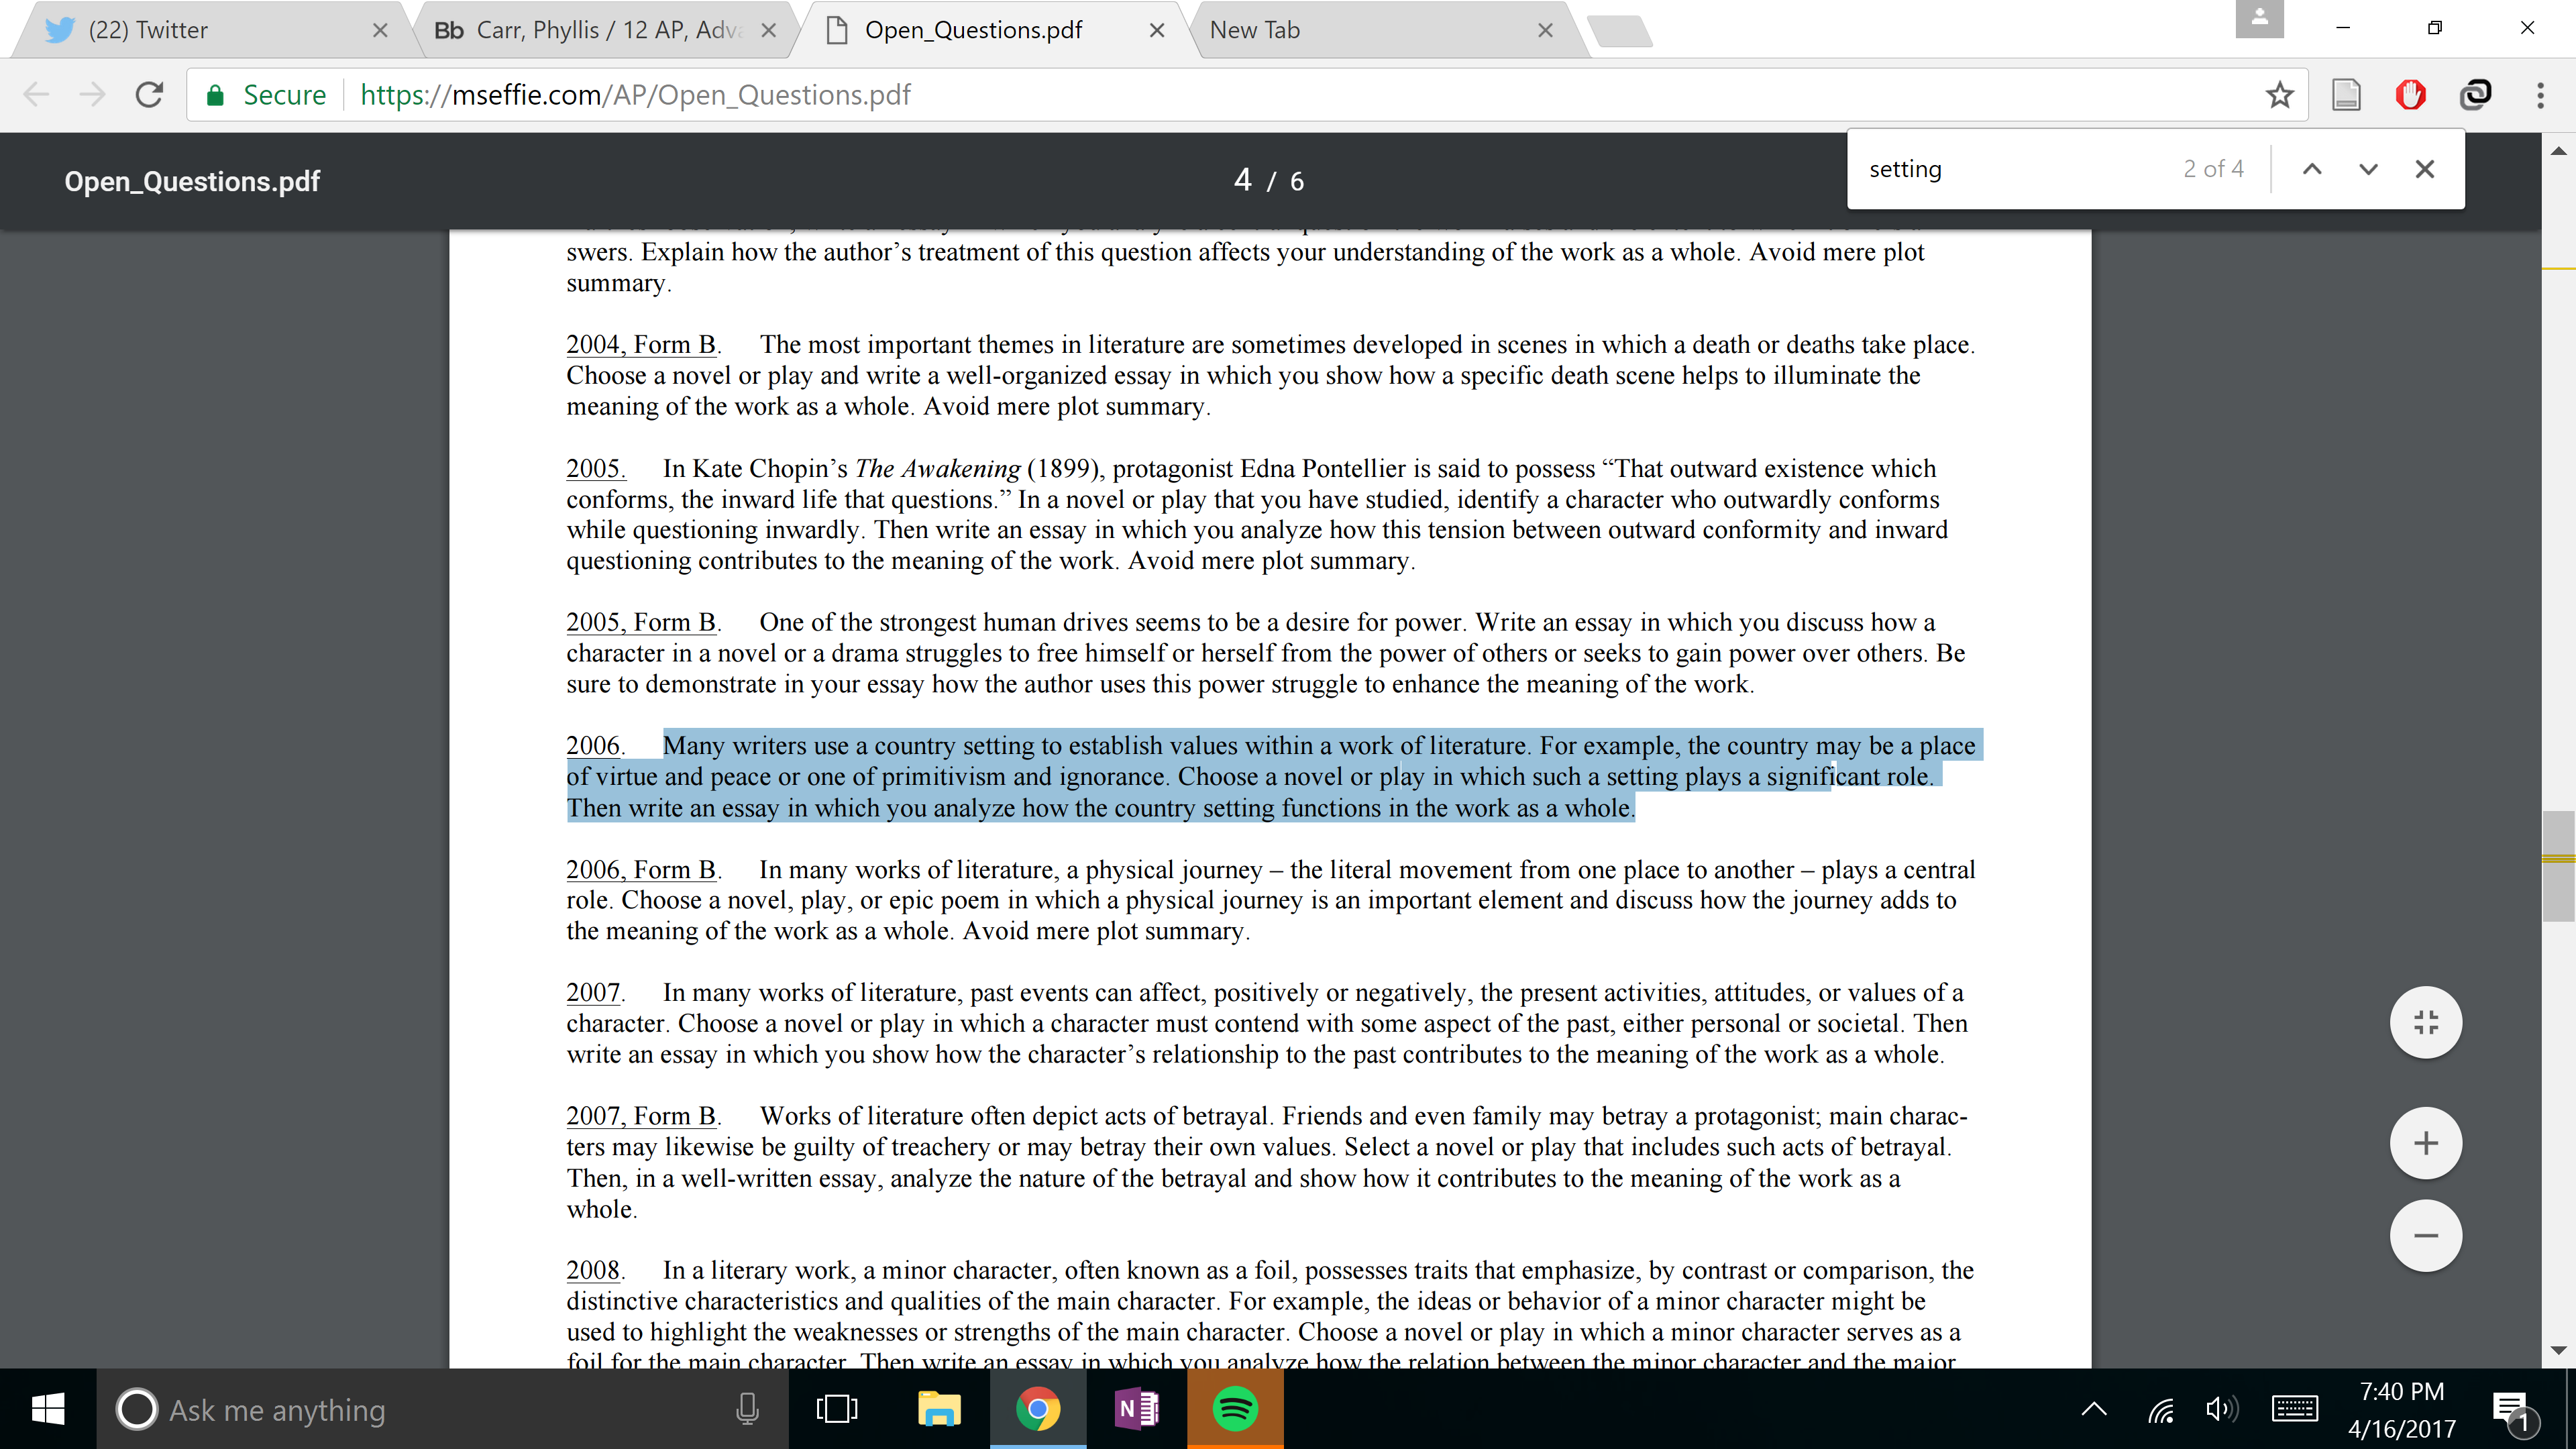 (22) Twitter
Bb Carr, Phyllis / 12 AP, Adva
Open_Questions.pdf
New Tab
Secure https://mseffie.com/AP/Open_Questions.pdf
setting 2 of 4
Open_Questions.pdf
4 / 6
swers. Explain how the author's treatment of this question affects your understanding of the work as a whole. Avoid mere plot
summary.
2004, Form B. The most important themes in literature are sometimes developed in scenes in which a death or deaths take place.
Choose a novel or play and write a well-organized essay in which you show how a specific death scene helps to illuminate the
meaning of the work as a whole. Avoid mere plot summary.
2005. In Kate Chopin's The Awakening (1899), protagonist Edna Pontellier is said to possess “That outward existence which
conforms, the inward life that questions.” In a novel or play that you have studied, identify a character who outwardly conforms
while questioning inwardly. Then write an essay in which you analyze how this tension between outward conformity and inward
questioning contributes to the meaning of the work. Avoid mere plot summary.
2005, Form B. One of the strongest human drives seems to be a desire for power. Write an essay in which you discuss how a
character in a novel or a drama struggles to free himself or herself from the power of others or seeks to gain power over others. Be
sure to demonstrate in your essay how the author uses this power struggle to enhance the meaning of the work.
2006. Many writers use a country setting to establish values within a work of literature. For example, the country may be a place
of virtue and peace or one of primitivism and ignorance. Choose a novel or play in which such a setting plays a significant role.
Then write an essay in which you analyze how the country setting functions in the work as a whole.
2006, Form B. In many works of literature, a physical journey – the literal movement from one place to another – plays a central
role. Choose a novel, play, or epic poem in which a physical journey is an important element and discuss how the journey adds to
the meaning of the work as a whole. Avoid mere plot summary.
2007. In many works of literature, past events can affect, positively or negatively, the present activities, attitudes, or values of a
character. Choose a novel or play in which a character must contend with some aspect of the past, either personal or societal. Then
write an essay in which you show how the character's relationship to the past contributes to the meaning of the work as a whole.
2007, Form B. Works of literature often depict acts of betrayal. Friends and even family may betray a protagonist; main charac-
ters may likewise be guilty of treachery or may betray their own values. Select a novel or play that includes such acts of betrayal.
Then, in a well-written essay, analyze the nature of the betrayal and show how it contributes to the meaning of the work as a
whole.
2008. In a literary work, a minor character, often known as a foil, possesses traits that emphasize, by contrast or comparison, the
distinctive characteristics and qualities of the main character. For example, the ideas or behavior of a minor character might be
used to highlight the weaknesses or strengths of the main character. Choose a novel or play in which a minor character serves as a
foil for the main character. Then write an essay in which you analyze how the relation between the minor character and the major
Ask me anything
N
7:40 PM
4/16/2017
1